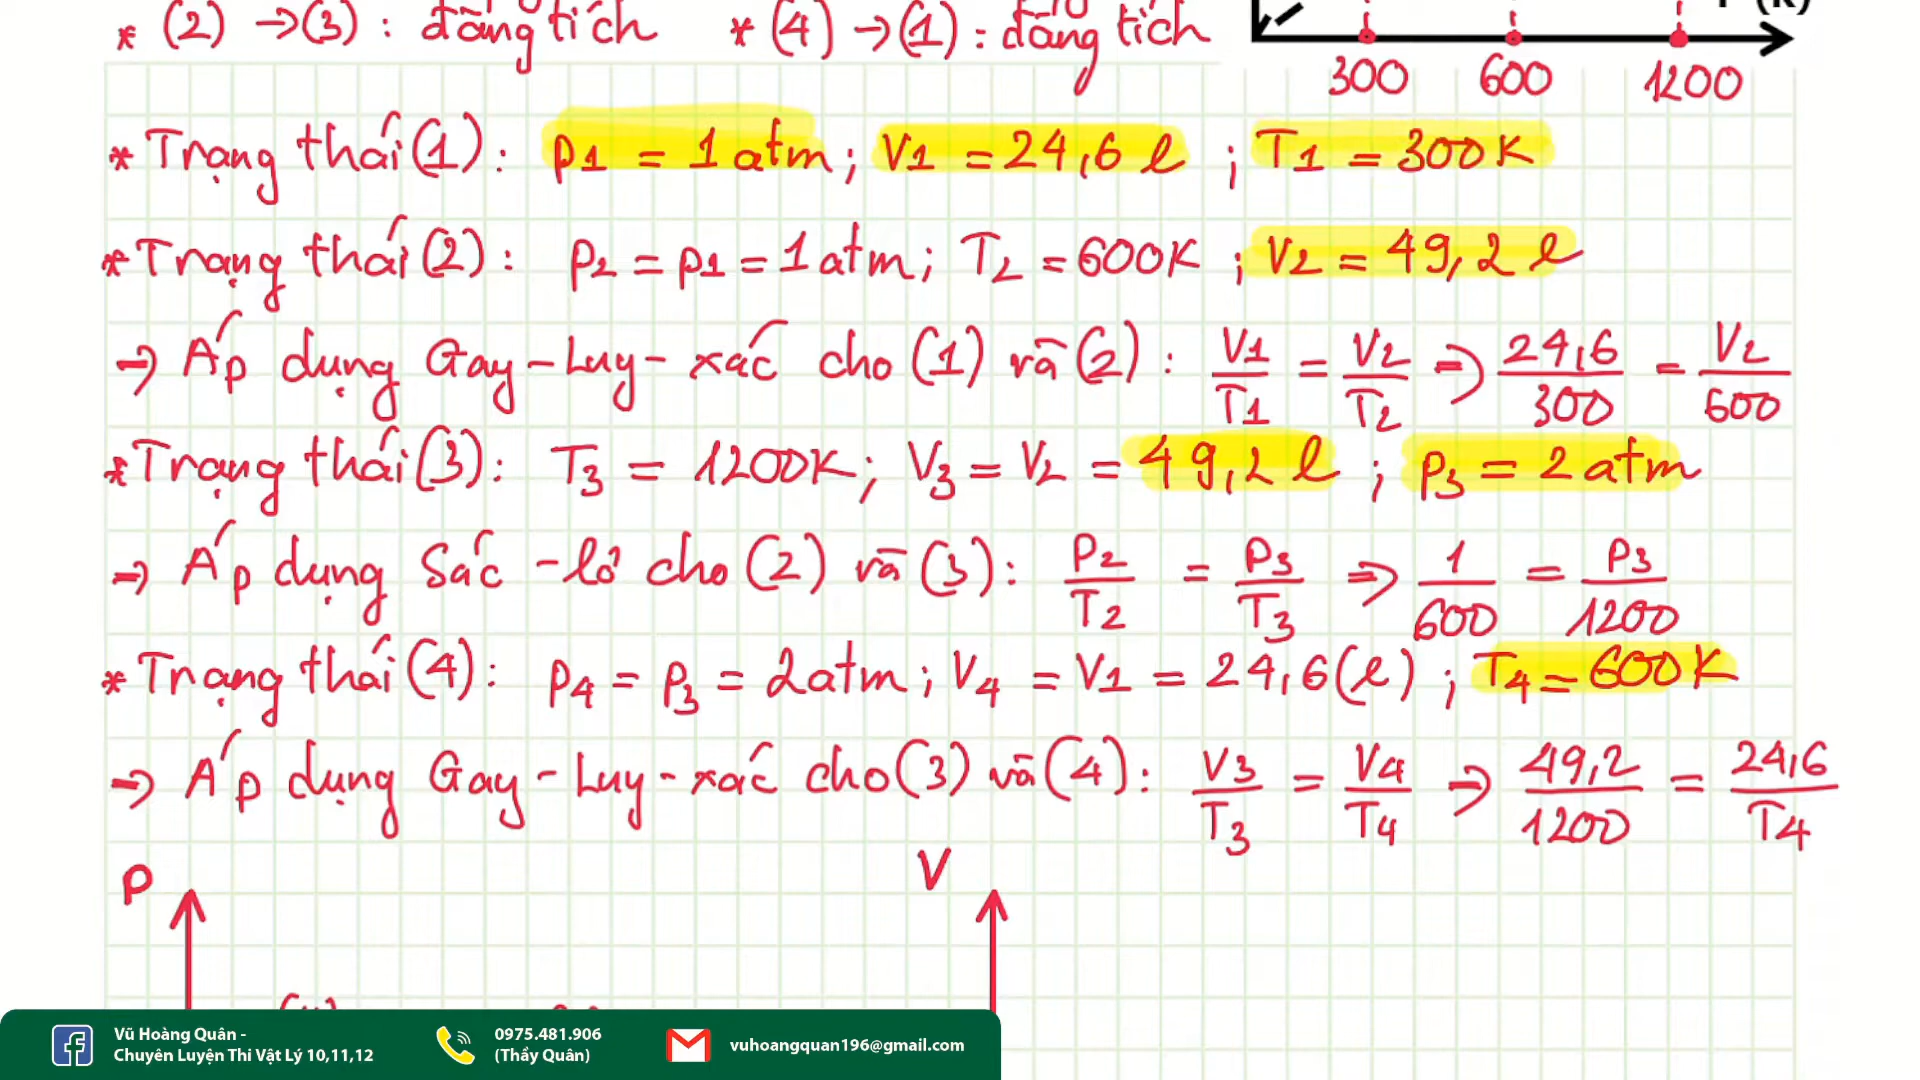 * (2) → (3) : đẳng tích * (4) → (1) : đẳng tích
300 600 1200
* Trạng thái (1) : p1 = 1 atm ; V1 = 24,6 l ; T1 = 300K
* Trạng thái (2) : p2 = p1 = 1 atm ; T2 = 600K ; V2 = 49,2 l
⇒ Áp dụng Gay-Luy-xác cho (1) và (2) : V1/T1 = V2/T2 ⇒ 24,6/300 = V2/600
* Trạng thái (3) : T3 = 1200K ; V3 = V2 = 49,2 l ; p3 = 2 atm
⇒ Áp dụng Sác-lơ cho (2) và (3) : P2/T2 = P3/T3 ⇒ 1/600 = P3/1200
* Trạng thái (4) : p4 = p3 = 2 atm ; V4 = V1 = 24,6 (l) ; T4 = 600K
⇒ Áp dụng Gay-Luy-xác cho (3) và (4) : V3/T3 = V4/T4 ⇒ 49,2/1200 = 24,6/T4
P V
Vũ Hoàng Quân -
Chuyên Luyện Thi Vật Lý 10,11,12
0975.481.906
(Thầy Quân)
vuhoangquan196@gmail.com